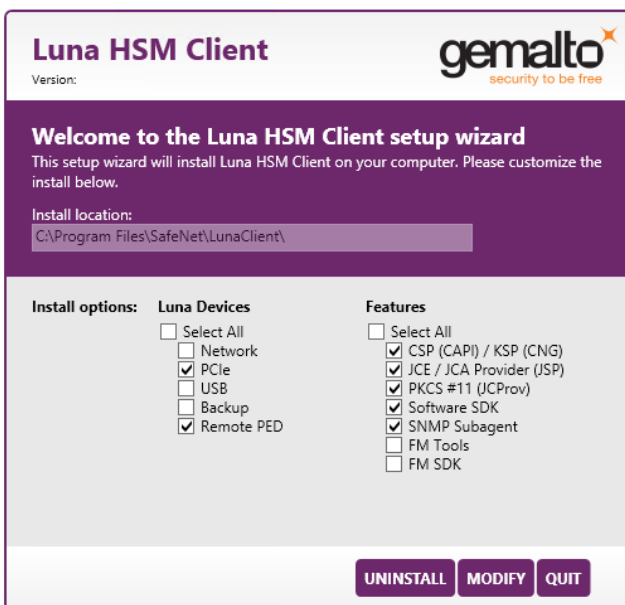 Luna HSM Client
Version:
gemalto
security to be free
Welcome to the Luna HSM Client setup wizard
This setup wizard will install Luna HSM Client on your computer. Please customize the
install below.
Install location:
C:\Program Files\SafeNet\LunaClient\
Install options:
Luna Devices
Select All
Network
PCIe
USB
Backup
Remote PED
Features
Select All
CSP (CAPI) / KSP (CNG)
JCE / JCA Provider (JSP)
PKCS #11 (JCProv)
Software SDK
SNMP Subagent
FM Tools
FM SDK
UNINSTALL
MODIFY
QUIT